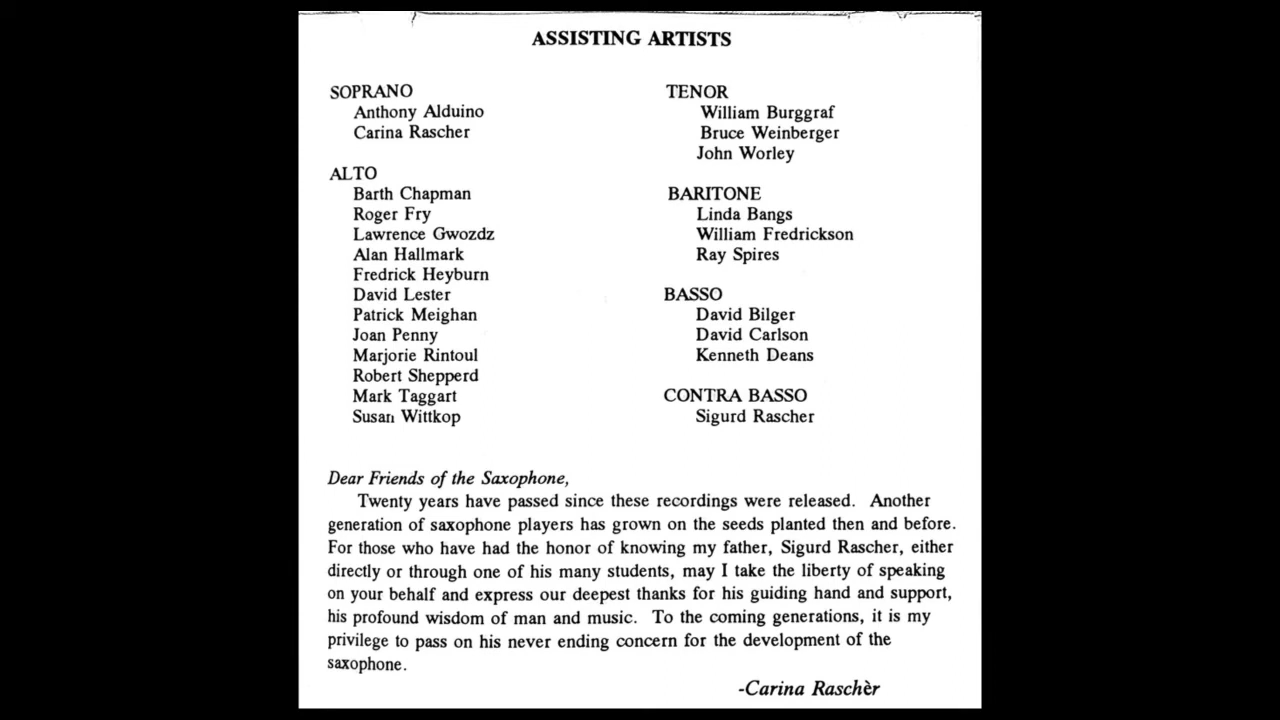 ASSISTING ARTISTS
SOPRANO
Anthony Alduino
Carina Rascher
ALTO
Barth Chapman
Roger Fry
Lawrence Gwozdz
Alan Hallmark
Fredrick Heyburn
David Lester
Patrick Meighan
Joan Penny
Marjorie Rintoul
Robert Shepperd
Mark Taggart
Susan Wittkop
TENOR
William Burggraf
Bruce Weinberger
John Worley
BARITONE
Linda Bangs
William Fredrickson
Ray Spires
BASSO
David Bilger
David Carlson
Kenneth Deans
CONTRA BASSO
Sigurd Rascher
Dear Friends of the Saxophone,
Twenty years have passed since these recordings were released. Another
generation of saxophone players has grown on the seeds planted then and before.
For those who have had the honor of knowing my father, Sigurd Rascher, either
directly or through one of his many students, may I take the liberty of speaking
on your behalf and express our deepest thanks for his guiding hand and support,
his profound wisdom of man and music. To the coming generations, it is my
privilege to pass on his never ending concern for the development of the
saxophone.
-Carina Raschèr